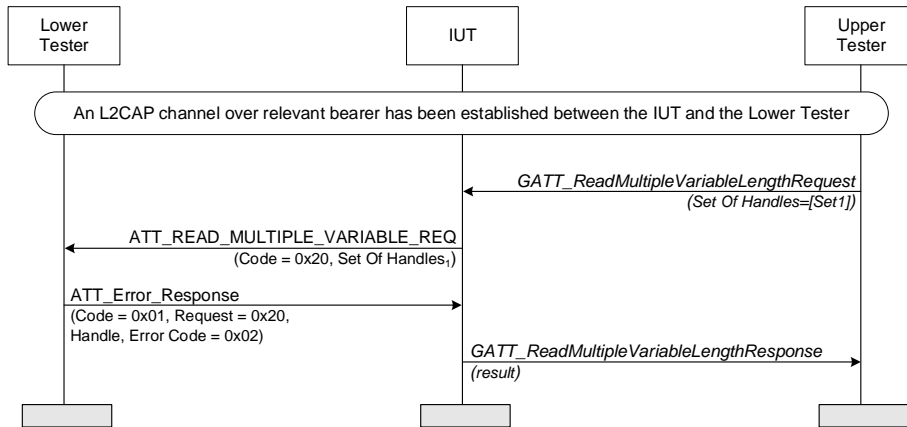 Lower
Tester
IUT
Upper
Tester
An L2CAP channel over relevant bearer has been established between the IUT and the Lower Tester
GATT_ReadMultipleVariableLengthRequest
(Set Of Handles=[Set1])
ATT_READ_MULTIPLE_VARIABLE_REQ
(Code = 0x20, Set Of Handles₁)
ATT_Error_Response
(Code = 0x01, Request = 0x20,
Handle, Error Code = 0x02)
GATT_ReadMultipleVariableLengthResponse
(result)